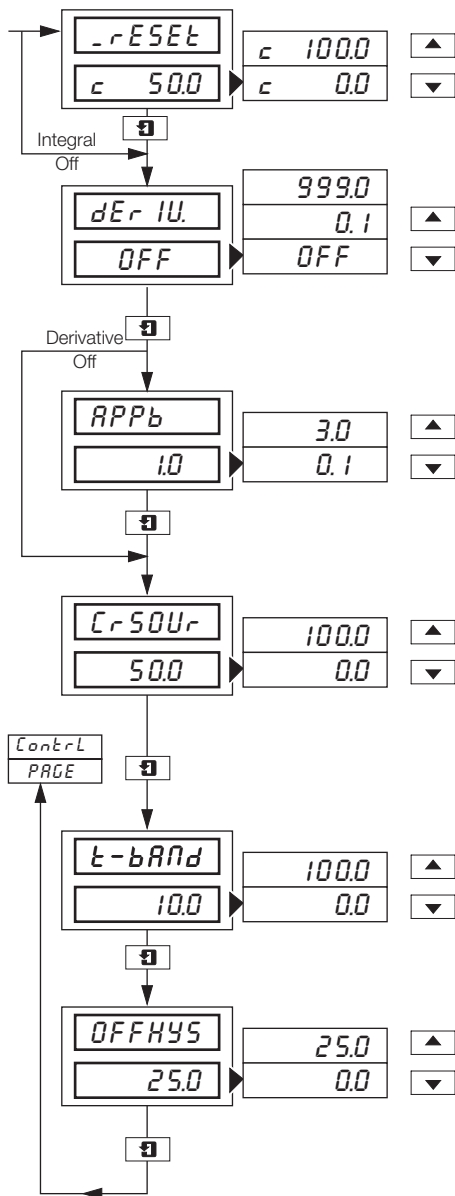 _rESEt
c 50.0
c 100.0
c 0.0
Integral
Off
dEr IU.
OFF
999.0
0.1
OFF
Derivative
Off
APPb
1.0
3.0
0.1
CrSOUr
50.0
100.0
0.0
ContrL
PAGE
t-bANd
10.0
100.0
0.0
OFFHYS
25.0
25.0
0.0